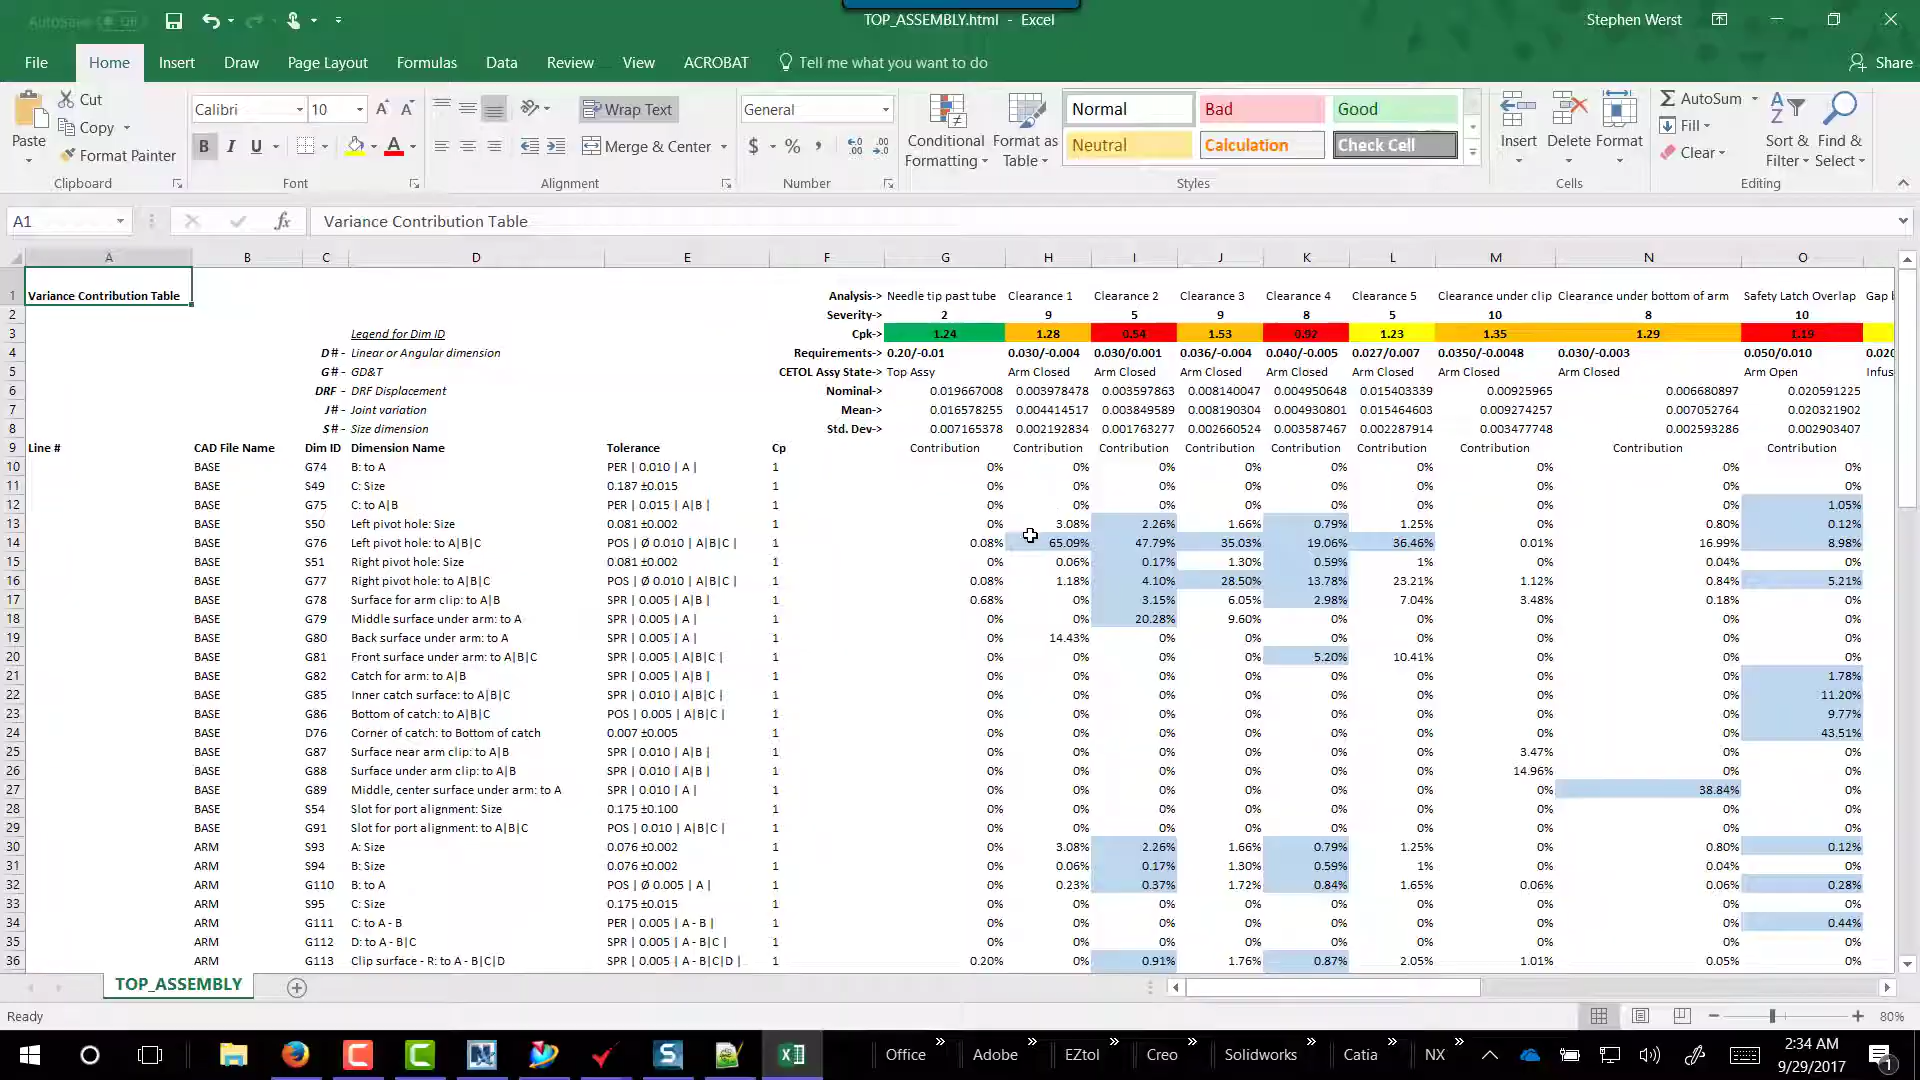 AutoSave Off
TOP_ASSEMBLY.html - Excel
Stephen Werst
File Home Insert Draw Page Layout Formulas Data Review View ACROBAT Tell me what you want to do Share
Paste Cut Copy Format Painter Clipboard
Calibri 10 B I U Font
Wrap Text Merge & Center Alignment
General $ % , Number
Conditional Formatting Format as Table
Normal Bad Good
Neutral Calculation Check Cell
Styles
Insert Delete Format Cells
AutoSum Fill Clear Sort & Filter Find & Select Editing
A1 fx Variance Contribution Table
A B C D E F G H I J K L M N O
1 Variance Contribution Table Analysis-> Needle tip past tube Clearance 1 Clearance 2 Clearance 3 Clearance 4 Clearance 5 Clearance under clip Clearance under bottom of arm Safety Latch Overlap Gap
2 Severity-> 2 9 5 9 8 5 10 8 10
3 Legend for Dim ID Cpk-> 1.24 1.28 0.54 1.53 0.92 1.23 1.35 1.29 1.19
4 D# - Linear or Angular dimension Requirements-> 0.20/-0.01 0.030/-0.004 0.030/0.001 0.036/-0.004 0.040/-0.005 0.027/0.007 0.0350/-0.0048 0.030/-0.003 0.050/0.010 0.020
5 G# - GD&T CETOL Assy State-> Top Assy Arm Closed Arm Closed Arm Closed Arm Closed Arm Closed Arm Closed Arm Closed Arm Open Infus
6 DRF - DRF Displacement Nominal-> 0.019667008 0.003978478 0.003597863 0.008140047 0.004950648 0.015403339 0.00925965 0.006680897 0.020591225
7 J# - Joint variation Mean-> 0.016578255 0.004414517 0.003849589 0.008190304 0.004930801 0.015464603 0.009274257 0.007052764 0.020321902
8 S# - Size dimension Std. Dev-> 0.007165378 0.002192834 0.001763277 0.002660524 0.003587467 0.002287914 0.003477748 0.002593286 0.002903407
9 Line # CAD File Name Dim ID Dimension Name Tolerance Cp Contribution Contribution Contribution Contribution Contribution Contribution Contribution Contribution Contribution
10 BASE G74 B: to A PER | 0.010 | A | 1 0% 0% 0% 0% 0% 0% 0% 0% 0%
11 BASE S49 C: Size 0.187 ±0.015 1 0% 0% 0% 0% 0% 0% 0% 0% 0%
12 BASE G75 C: to A|B PER | 0.015 | A|B | 1 0% 0% 0% 0% 0% 0% 0% 0% 1.05%
13 BASE S50 Left pivot hole: Size 0.081 ±0.002 1 0% 3.08% 2.26% 1.66% 0.79% 1.25% 0% 0.80% 0.12%
14 BASE G76 Left pivot hole: to A|B|C POS | Ø 0.010 | A|B|C | 1 0.08% 65.09% 47.79% 35.03% 19.06% 36.46% 0.01% 16.99% 8.98%
15 BASE S51 Right pivot hole: Size 0.081 ±0.002 1 0% 0.06% 0.17% 1.30% 0.59% 1% 0% 0.04% 0%
16 BASE G77 Right pivot hole: to A|B|C POS | Ø 0.010 | A|B|C | 1 0.08% 1.18% 4.10% 28.50% 13.78% 23.21% 1.12% 0.84% 5.21%
17 BASE G78 Surface for arm clip: to A|B SPR | 0.005 | A|B | 1 0.68% 0% 3.15% 6.05% 2.98% 7.04% 3.48% 0.18% 0%
18 BASE G79 Middle surface under arm: to A SPR | 0.005 | A | 1 0% 0% 20.28% 9.60% 0% 0% 0% 0% 0%
19 BASE G80 Back surface under arm: to A SPR | 0.005 | A | 1 0% 14.43% 0% 0% 0% 0% 0% 0% 0%
20 BASE G81 Front surface under arm: to A|B|C SPR | 0.005 | A|B|C | 1 0% 0% 0% 0% 5.20% 10.41% 0% 0% 0%
21 BASE G82 Catch for arm: to A|B SPR | 0.005 | A|B | 1 0% 0% 0% 0% 0% 0% 0% 0% 1.78%
22 BASE G85 Inner catch surface: to A|B|C SPR | 0.010 | A|B|C | 1 0% 0% 0% 0% 0% 0% 0% 0% 11.20%
23 BASE G86 Bottom of catch: to A|B|C POS | 0.005 | A|B|C | 1 0% 0% 0% 0% 0% 0% 0% 0% 9.77%
24 BASE D76 Corner of catch: to Bottom of catch 0.007 ±0.005 1 0% 0% 0% 0% 0% 0% 0% 0% 43.51%
25 BASE G87 Surface near arm clip: to A|B SPR | 0.010 | A|B | 1 0% 0% 0% 0% 0% 0% 3.47% 0% 0%
26 BASE G88 Surface under arm clip: to A|B SPR | 0.010 | A|B | 1 0% 0% 0% 0% 0% 0% 14.96% 0% 0%
27 BASE G89 Middle, center surface under arm: to A SPR | 0.010 | A | 1 0% 0% 0% 0% 0% 0% 0% 38.84% 0%
28 BASE S54 Slot for port alignment: Size 0.175 ±0.100 1 0% 0% 0% 0% 0% 0% 0% 0% 0%
29 BASE G91 Slot for port alignment: to A|B|C POS | 0.010 | A|B|C | 1 0% 0% 0% 0% 0% 0% 0% 0% 0%
30 ARM S93 A: Size 0.076 ±0.002 1 0% 3.08% 2.26% 1.66% 0.79% 1.25% 0% 0.80% 0.12%
31 ARM S94 B: Size 0.076 ±0.002 1 0% 0.06% 0.17% 1.30% 0.59% 1% 0% 0.04% 0%
32 ARM G110 B: to A POS | Ø 0.005 | A | 1 0% 0.23% 0.37% 1.72% 0.84% 1.65% 0.06% 0.06% 0.28%
33 ARM S95 C: Size 0.175 ±0.015 1 0% 0% 0% 0% 0% 0% 0% 0% 0%
34 ARM G111 C: to A - B PER | 0.005 | A - B | 1 0% 0% 0% 0% 0% 0% 0% 0% 0.44%
35 ARM G112 D: to A - B|C SPR | 0.005 | A - B|C | 1 0% 0% 0% 0% 0% 0% 0% 0% 0%
36 ARM G113 Clip surface - R: to A - B|C|D SPR | 0.005 | A - B|C|D | 1 0.20% 0% 0.91% 1.76% 0.87% 2.05% 1.01% 0.05% 0%
TOP_ASSEMBLY
Ready 80%
Office Adobe EZtol Creo Solidworks Catia NX
2:34 AM
9/29/2017
1